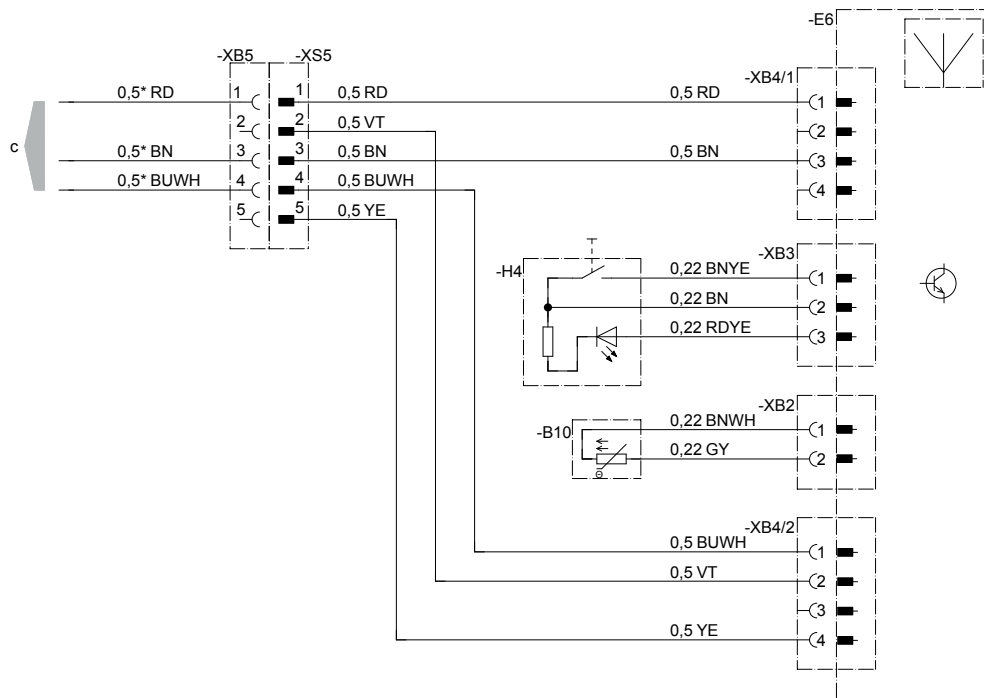 -E6
-XB5 -XS5
-XB4/1
0,5* RD 1 1 0,5 RD 0,5 RD 1
2 2 0,5 VT 2
c
0,5* BN 3 3 0,5 BN 0,5 BN 3
0,5* BUWH 4 4 0,5 BUWH 4
5 5 0,5 YE
-XB3
-H4
0,22 BNYE 1
0,22 BN 2
0,22 RDYE 3
-XB2
-B10
0,22 BNWH 1
0,22 GY 2
-XB4/2
0,5 BUWH 1
0,5 VT 2
3
0,5 YE 4